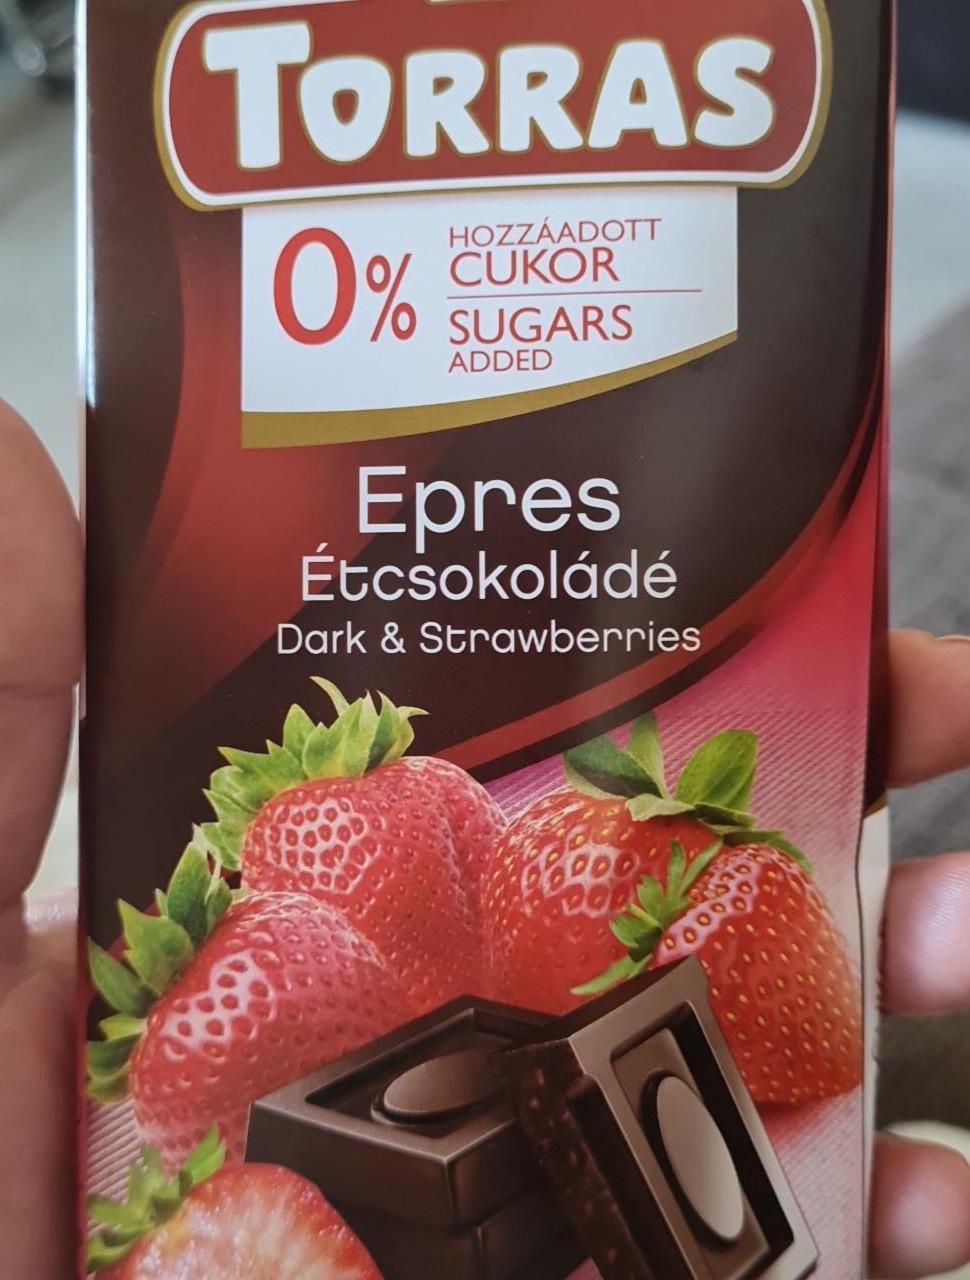 TORRAS
0%
HOZZÁADOTT
CUKOR
SUGARS
ADDED
Epres
Étcsokoládé
Dark & Strawberries